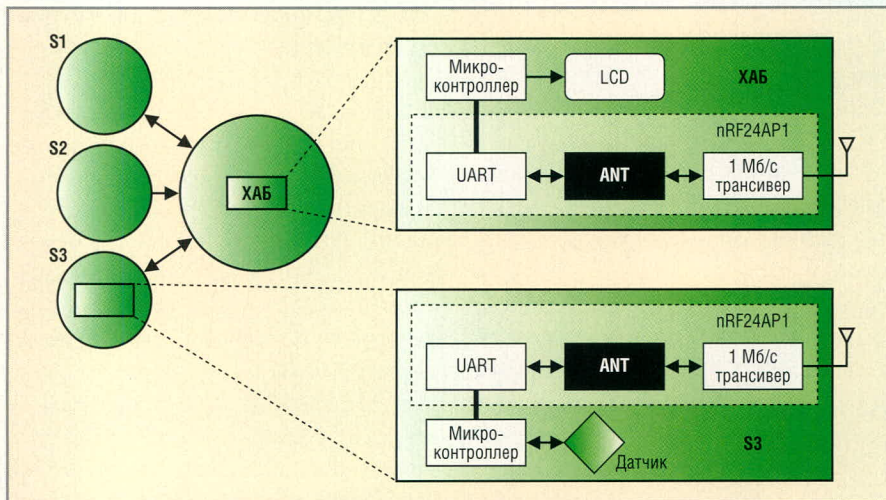 S1
S2
S3
ХАБ
Микро-
контроллер
LCD
ХАБ
nRF24AP1
UART
ANT
1 Мб/с
трансивер
nRF24AP1
UART
ANT
1 Мб/с
трансивер
Микро-
контроллер
Датчик
S3